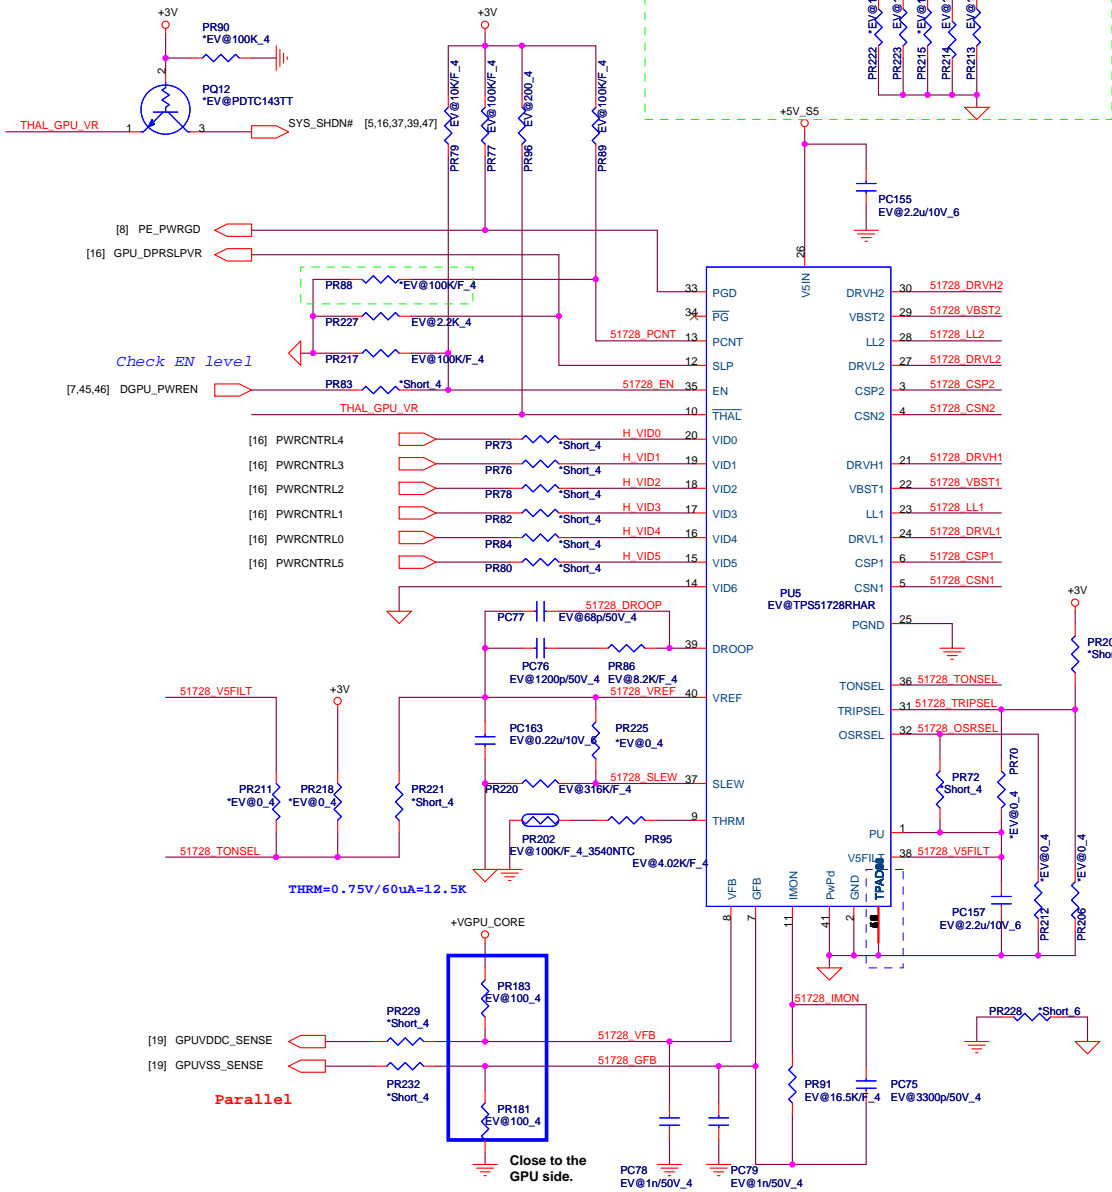 +3V
PR90
*EV@100K_4
2
PQ12
*EV@PDTC143TT
THAL_GPU_VR
1
3
SYS_SHDN#
[5,16,37,39,47]
+3V
PR79
EV@10K/F_4
PR77
EV@100K/F_4
PR96
EV@200_4
PR89
EV@100K/F_4
PR222
PR223
PR215
PR214
PR213
+5V_S5
PC155
EV@2.2u/10V_6
[8] PE_PWRGD
[16] GPU_DPRSLPVR
PR88
*EV@100K/F_4
PR227
EV@2.2K_4
PR217
EV@100K/F_4
Check EN level
[7,45,46] DGPU_PWREN
PR83
*Short_4
51728_PCNT
51728_EN
THAL_GPU_VR
[16] PWRCNTRL4
PR73
*Short_4
H_VID0
[16] PWRCNTRL3
PR76
*Short_4
H_VID1
[16] PWRCNTRL2
PR78
*Short_4
H_VID2
[16] PWRCNTRL1
PR82
*Short_4
H_VID3
[16] PWRCNTRL0
PR84
*Short_4
H_VID4
[16] PWRCNTRL5
PR80
*Short_4
H_VID5
26
V5IN
33 PGD
34 PG
13 PCNT
12 SLP
35 EN
10 THAL
20 VID0
19 VID1
18 VID2
17 VID3
16 VID4
15 VID5
14 VID6
39 DROOP
40 VREF
37 SLEW
9 THRM
PU5
EV@TPS51728RHAR
DRVH2 30 51728_DRVH2
VBST2 29 51728_VBST2
LL2 28 51728_LL2
DRVL2 27 51728_DRVL2
CSP2 3 51728_CSP2
CSN2 4 51728_CSN2
DRVH1 21 51728_DRVH1
VBST1 22 51728_VBST1
LL1 23 51728_LL1
DRVL1 24 51728_DRVL1
CSP1 6 51728_CSP1
CSN1 5 51728_CSN1
PGND 25
TONSEL 36 51728_TONSEL
TRIPSEL 31 51728_TRIPSEL
OSRSEL 32 51728_OSRSEL
PU 1
V5FILT 38 51728_V5FILT
+3V
PR72
*Short_4
PR70
*EV@0_4
PR212
*EV@0_4
PR206
*EV@0_4
PC157
EV@2.2u/10V_6
PC77
EV@68p/50V_4
51728_DROOP
PC76
EV@1200p/50V_4
PR86
EV@8.2K/F_4
51728_VREF
PC163
EV@0.22u/10V_6
PR225
*EV@0_4
PR220
EV@316K/F_4
51728_SLEW
PR202
EV@100K/F_4_3540NTC
PR95
EV@4.02K/F_4
51728_V5FILT
+3V
PR211
*EV@0_4
PR218
*EV@0_4
PR221
*Short_4
51728_TONSEL
THRM=0.75V/60uA=12.5K
VFB 8
GFB 7
IMON 11
PwPd 41
GND 2
+VGPU_CORE
PR183
EV@100_4
PR229
*Short_4
[19] GPUVDDC_SENSE
51728_VFB
[19] GPUVSS_SENSE
51728_GFB
PR232
*Short_4
Parallel
PR181
EV@100_4
Close to the
GPU side.
PC78
EV@1n/50V_4
PC79
EV@1n/50V_4
51728_IMON
PR91
EV@16.5K/F_4
PC75
EV@3300p/50V_4
PR228
*Short_6